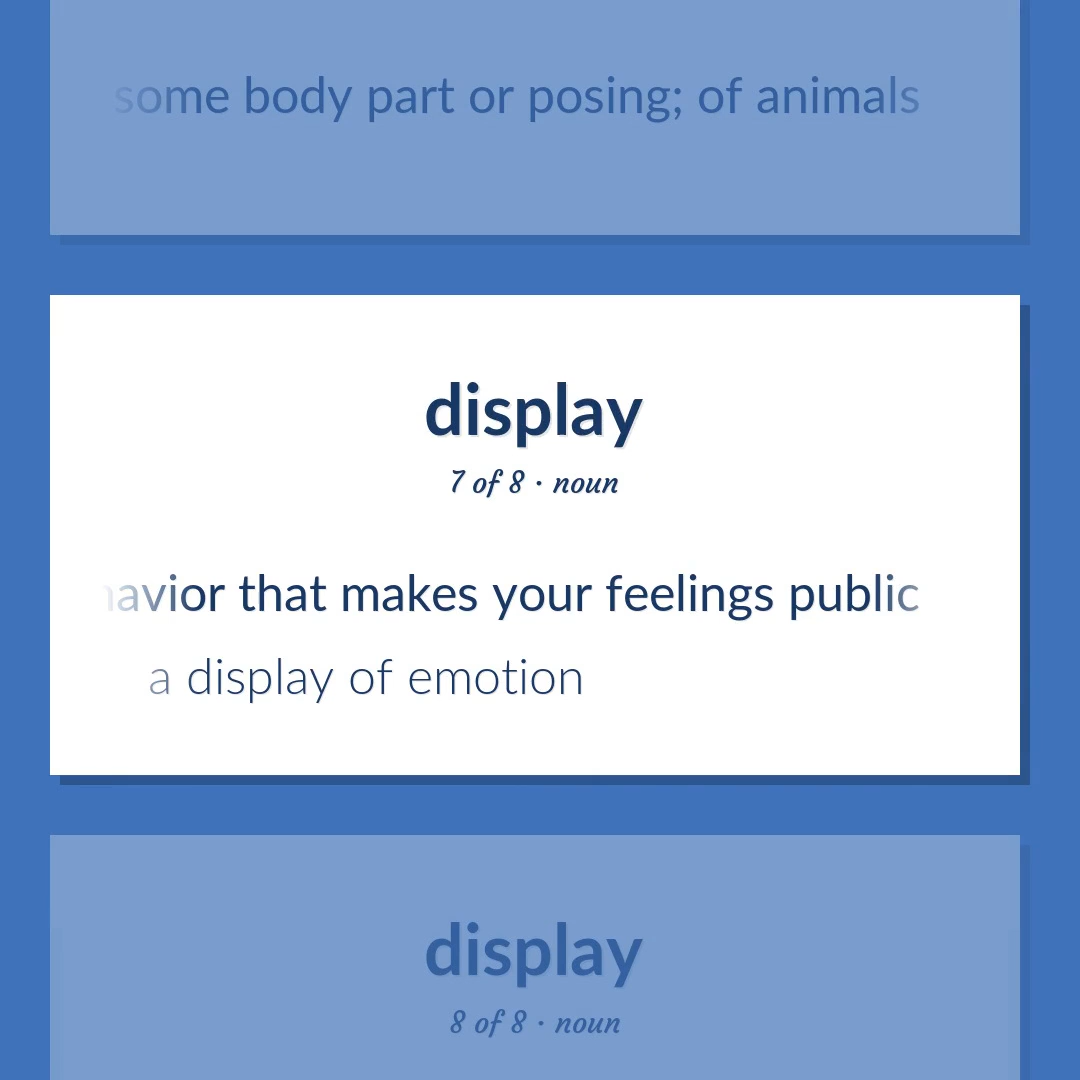 some body part or posing; of animals
display
7 of 8 · noun
that makes your feelings public
a display of emotion
display
8 of 8 · noun